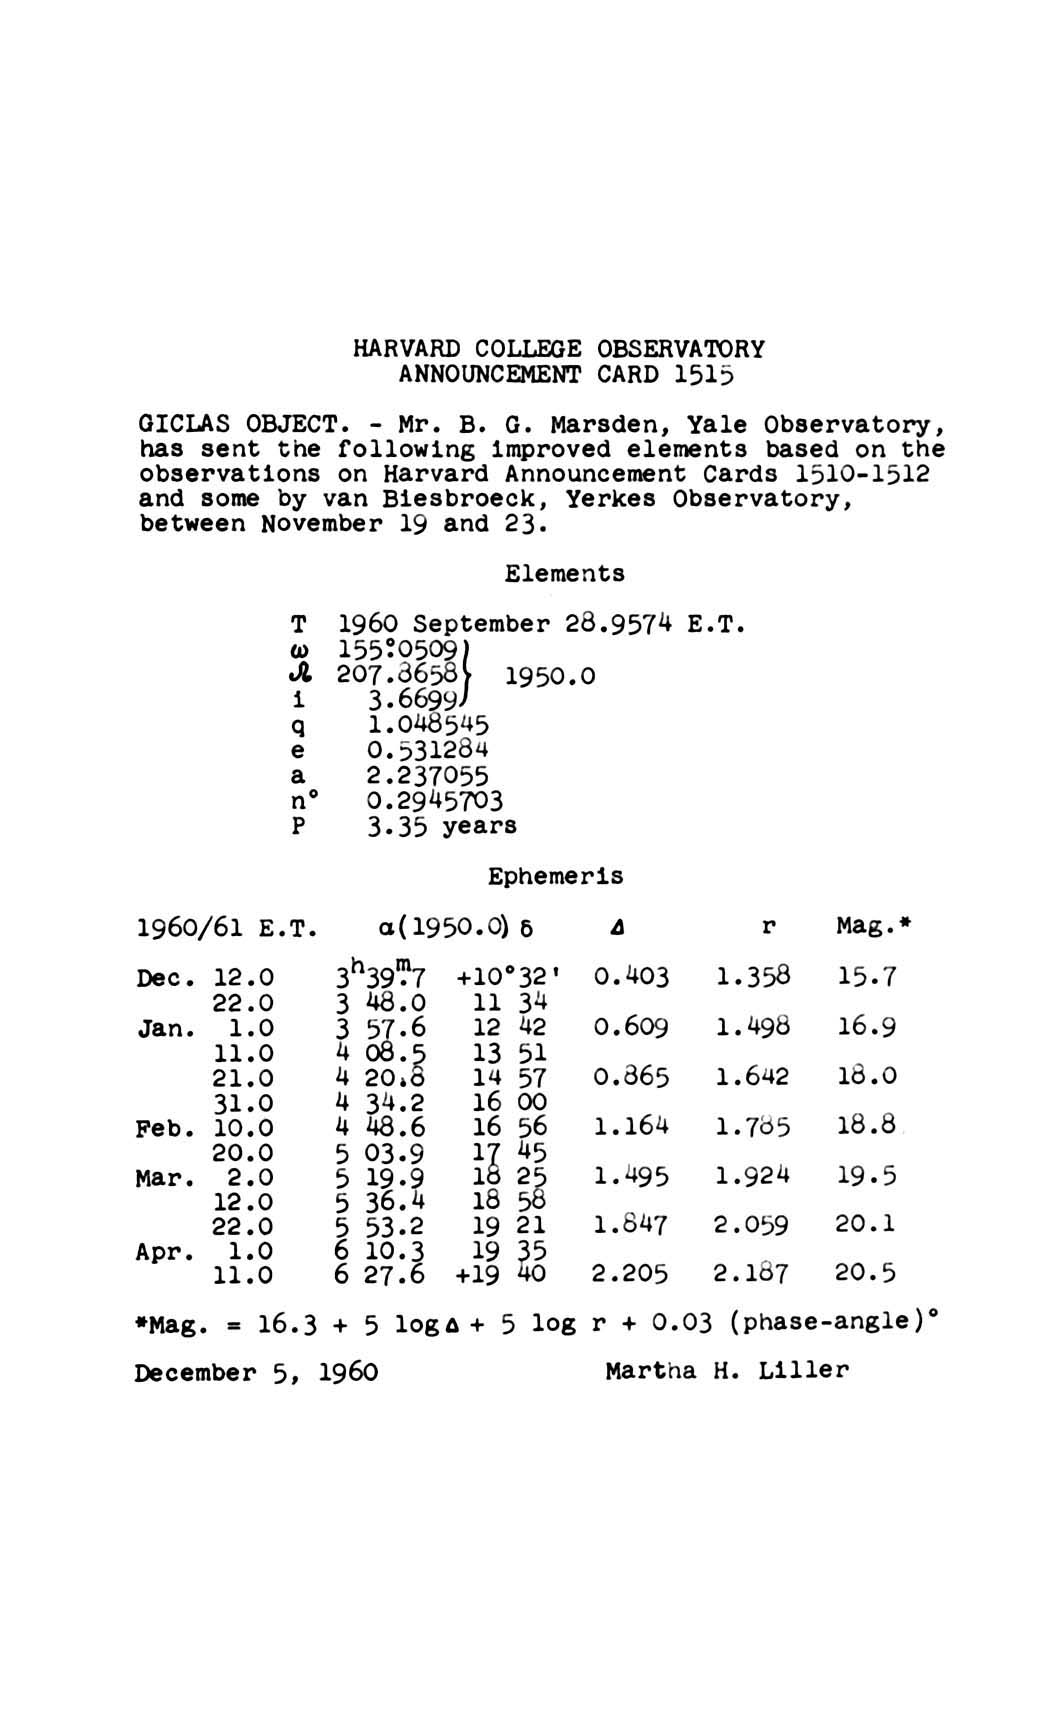 HARVARD COLLEGE OBSERVATORY
ANNOUNCEMENT CARD 1515
GICLAS OBJECT. - Mr. B. G. Marsden, Yale Observatory,
has sent the following improved elements based on the
observations on Harvard Announcement Cards 1510-1512
and some by van Biesbroeck, Yerkes Observatory,
between November 19 and 23.
Elements
T 1960 September 28.9574 E.T.
ω 155°.0509
☊ 207.8658 } 1950.0
i 3.6699
q 1.048545
e 0.531284
a 2.237055
n° 0.2945703
P 3.35 years
Ephemeris
1960/61 E.T. α(1950.0) δ Δ r Mag.*
Dec. 12.0 3h39m.7 +10°32' 0.403 1.358 15.7
22.0 3 48.0 11 34
Jan. 1.0 3 57.6 12 42 0.609 1.498 16.9
11.0 4 08.5 13 51
21.0 4 20.8 14 57 0.865 1.642 18.0
31.0 4 34.2 16 00
Feb. 10.0 4 48.6 16 56 1.164 1.785 18.8
20.0 5 03.9 17 45
Mar. 2.0 5 19.9 18 25 1.495 1.924 19.5
12.0 5 36.4 18 58
22.0 5 53.2 19 21 1.847 2.059 20.1
Apr. 1.0 6 10.3 19 35
11.0 6 27.6 +19 40 2.205 2.187 20.5
*Mag. = 16.3 + 5 log Δ + 5 log r + 0.03 (phase-angle)°
December 5, 1960 Martha H. Liller